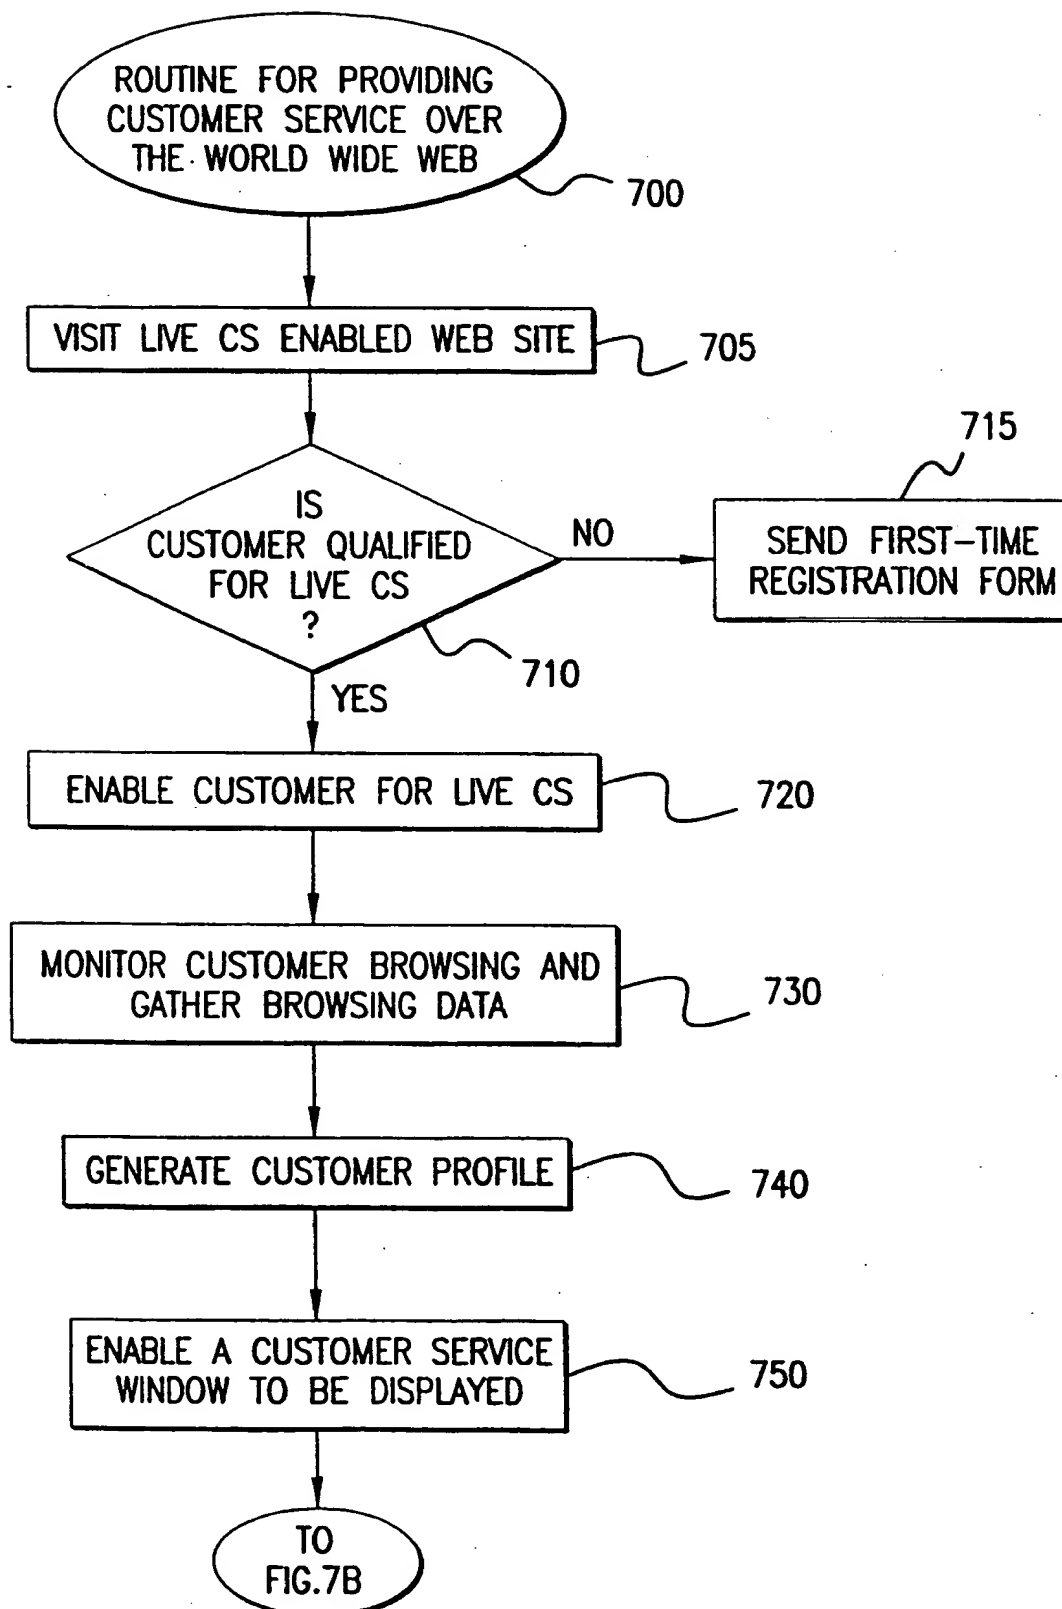 ROUTINE FOR PROVIDING
CUSTOMER SERVICE OVER
THE WORLD WIDE WEB
700
VISIT LIVE CS ENABLED WEB SITE
705
715
IS
CUSTOMER QUALIFIED
FOR LIVE CS
?
NO
SEND FIRST-TIME
REGISTRATION FORM
710
YES
ENABLE CUSTOMER FOR LIVE CS
720
MONITOR CUSTOMER BROWSING AND
GATHER BROWSING DATA
730
GENERATE CUSTOMER PROFILE
740
ENABLE A CUSTOMER SERVICE
WINDOW TO BE DISPLAYED
750
TO
FIG.7B